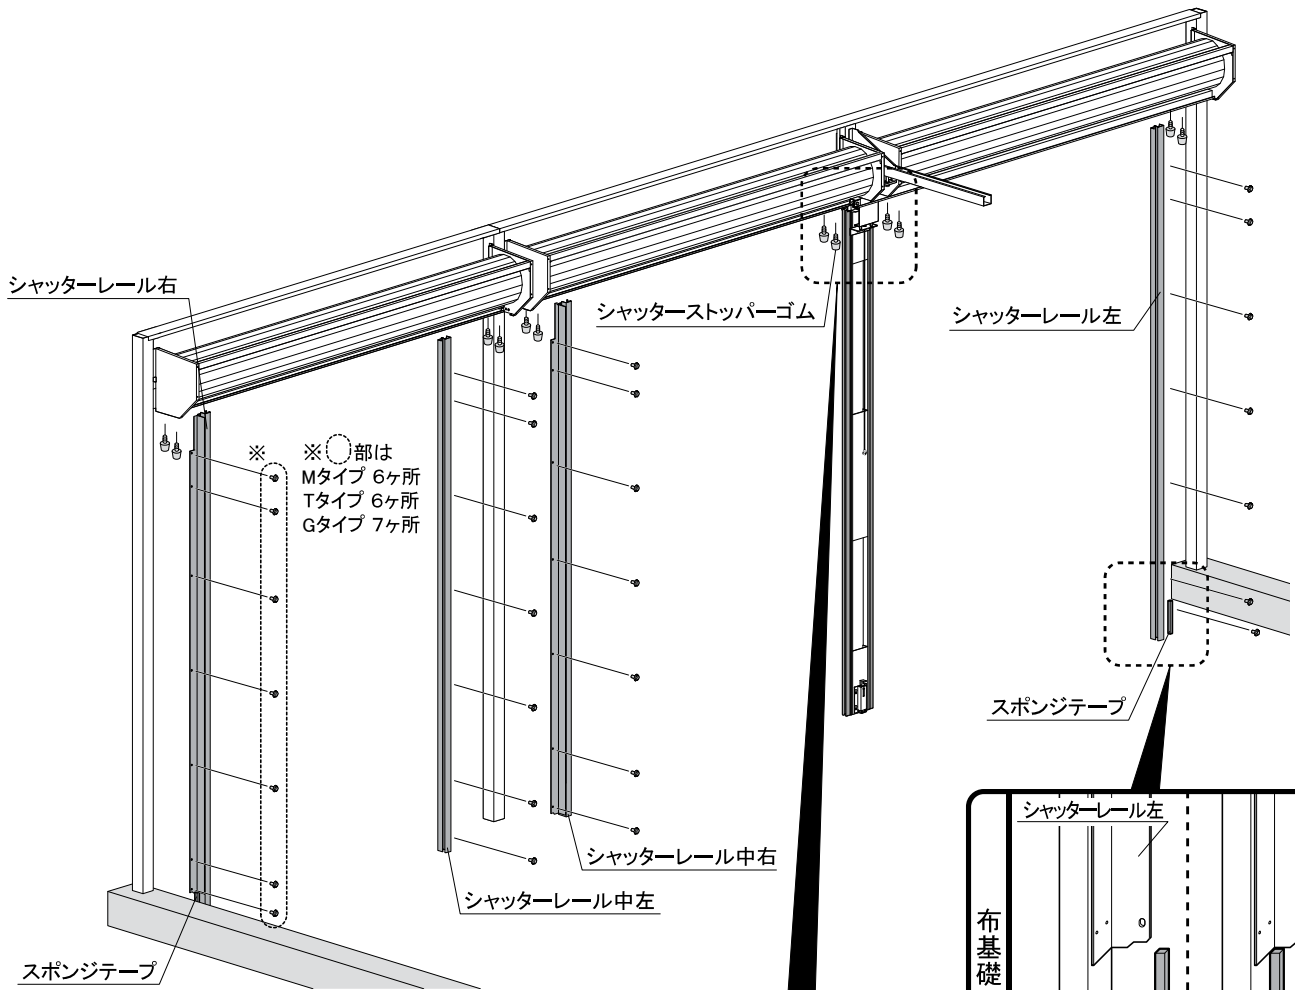 シャッターレール右
シャッターストッパーゴム
シャッターレール左
※
※ 部は
Mタイプ 6ヶ所
Tタイプ 6ヶ所
Gタイプ 7ヶ所
スポンジテープ
シャッターレール左
シャッターレール中右
シャッターレール中左
布基礎
スポンジテープ